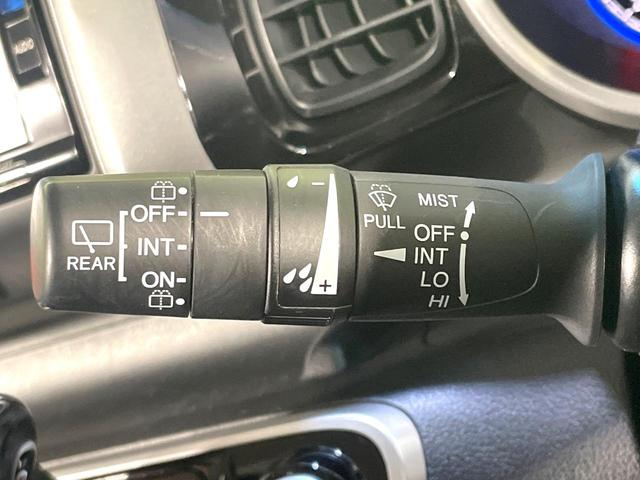 REAR
OFF
INT
ON
-
+
PULL
MIST
OFF
INT
LO
HI